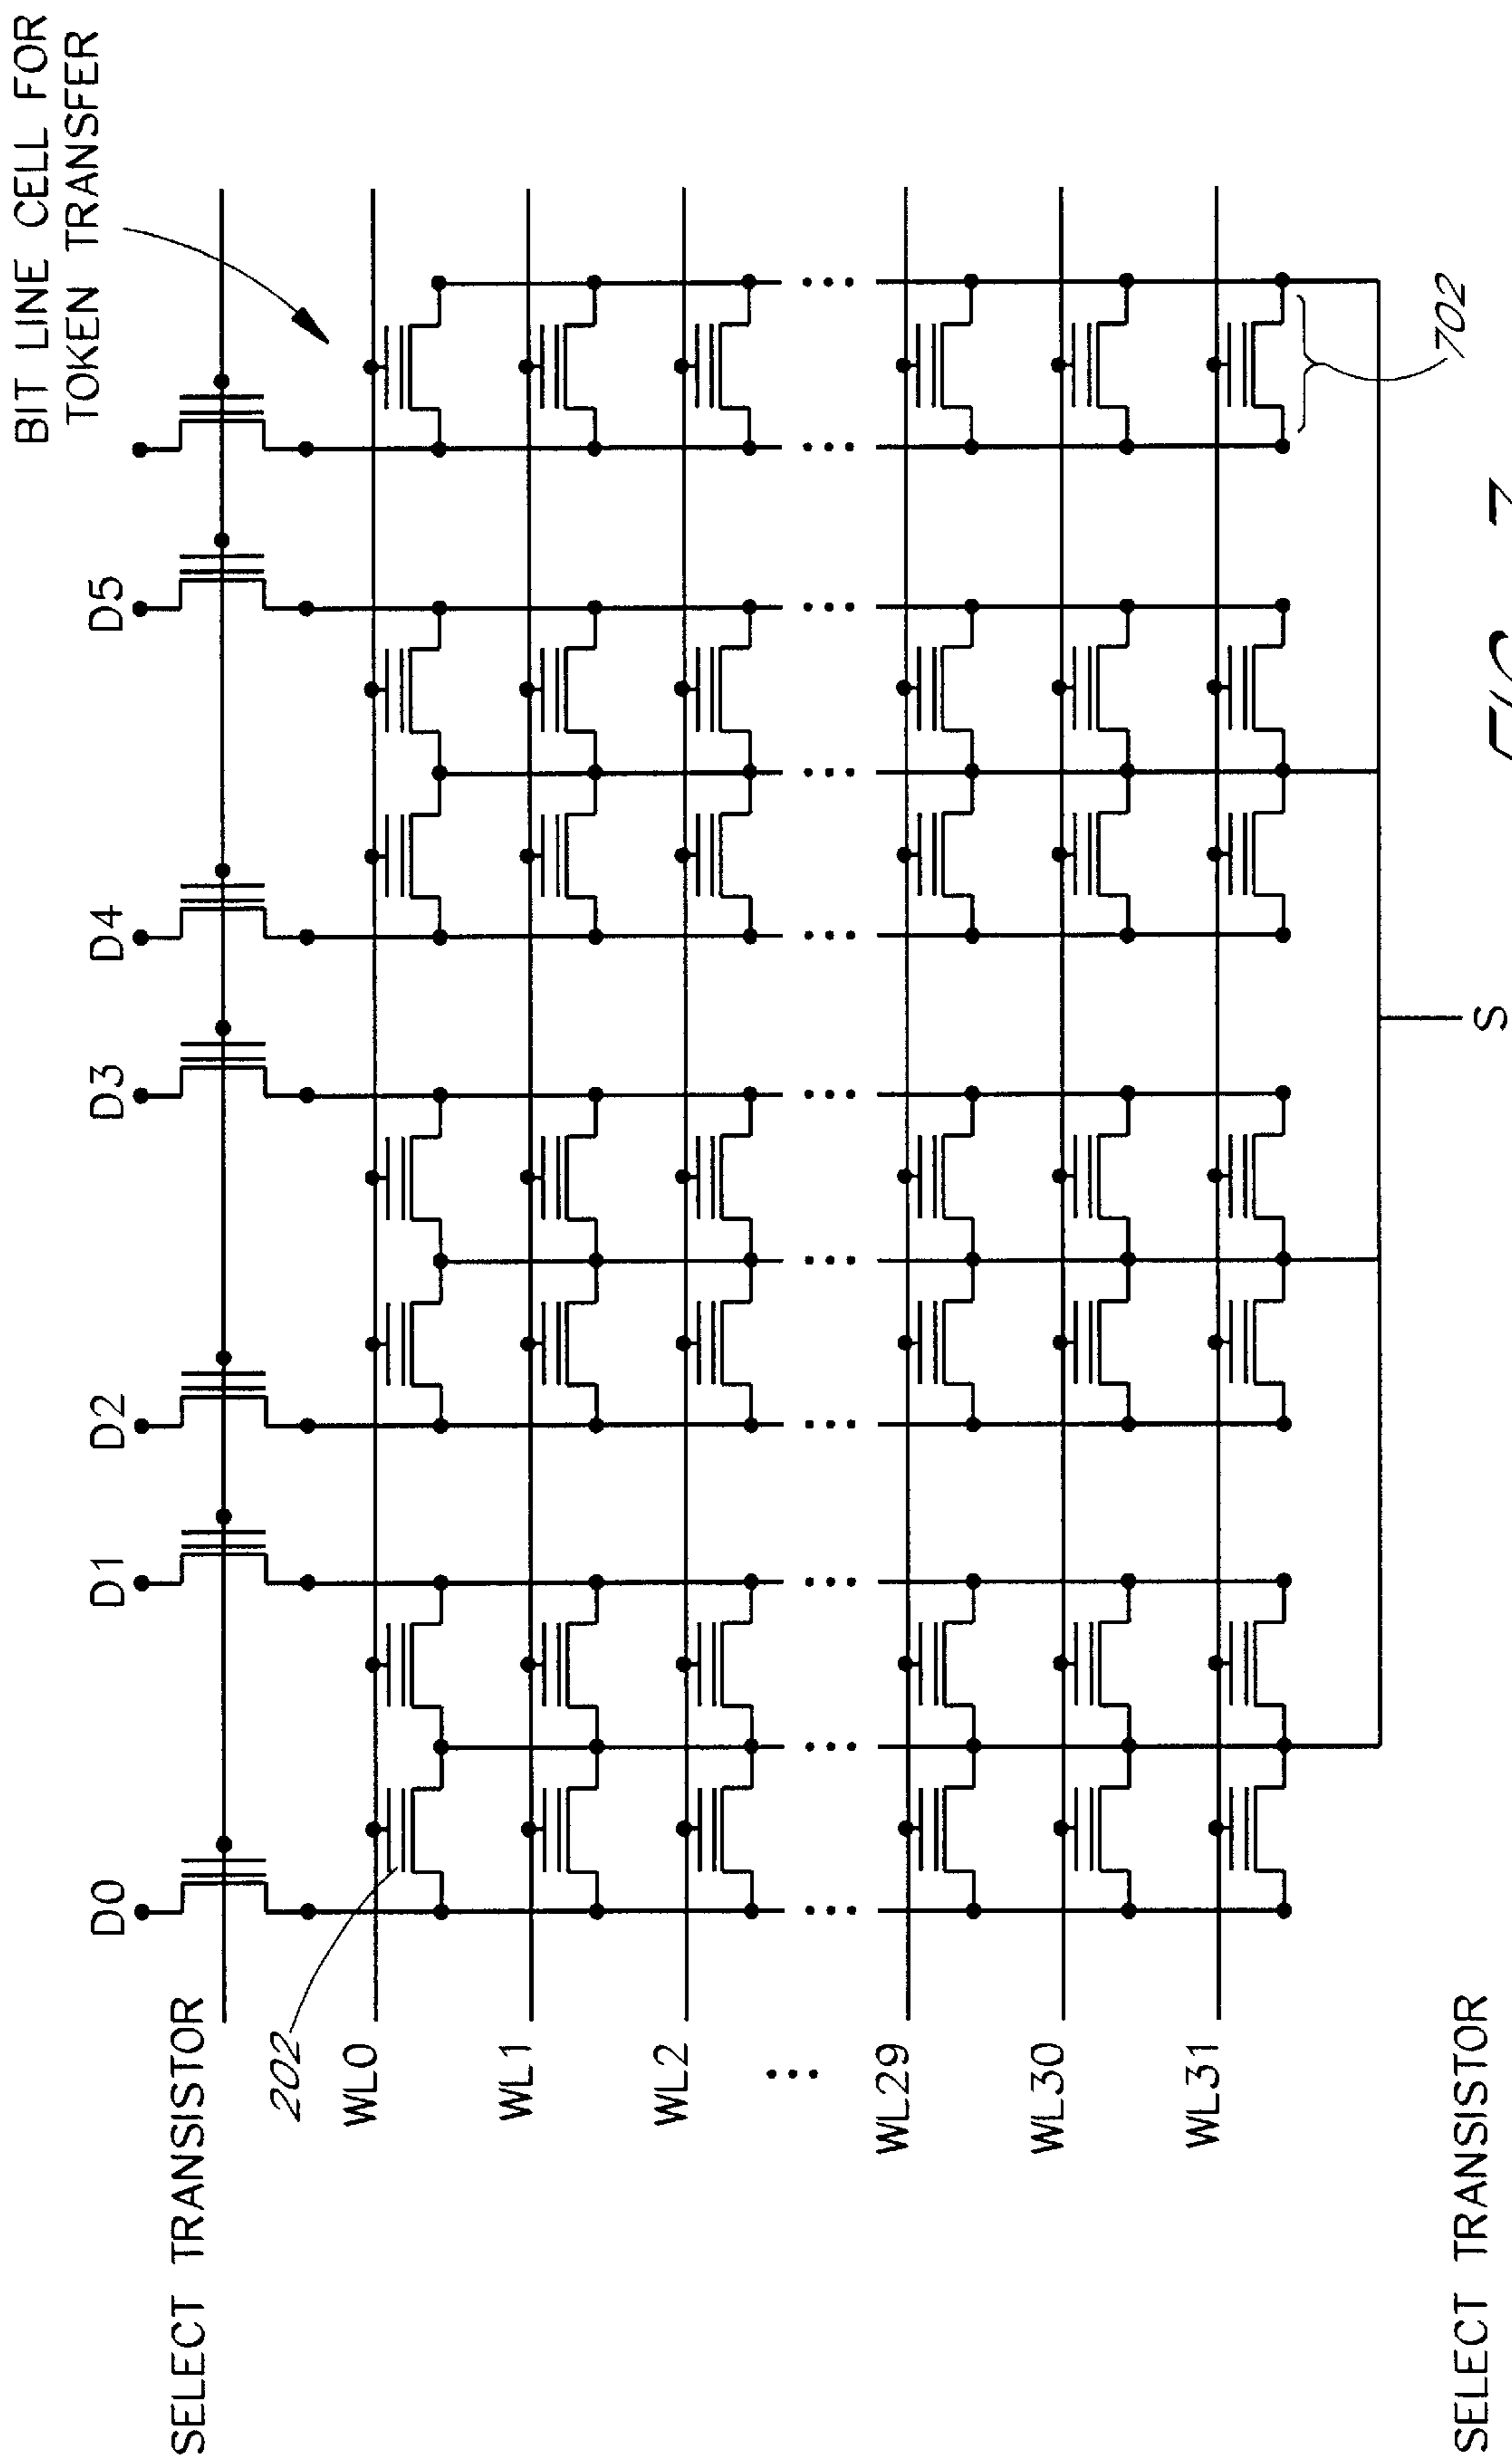 BIT LINE CELL FOR
TOKEN TRANSFER
SELECT TRANSISTOR
D0
D1
D2
D3
D4
D5
202
WL0
WL1
WL2
WL29
WL30
WL31
702
S
SELECT TRANSISTOR